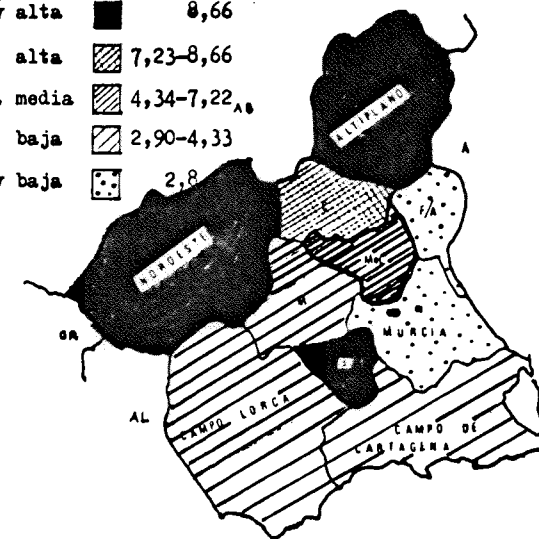 y alta 8,66
alta 7,23-8,66
. media 4,34-7,22
baja 2,90-4,33
y baja 2,8
AB
A
ALTIPLANO
F/A
NOROESTE
M
MURCIA
S
GR
AL
CAMPO LORCA
CAMPO DE
CARTAGENA